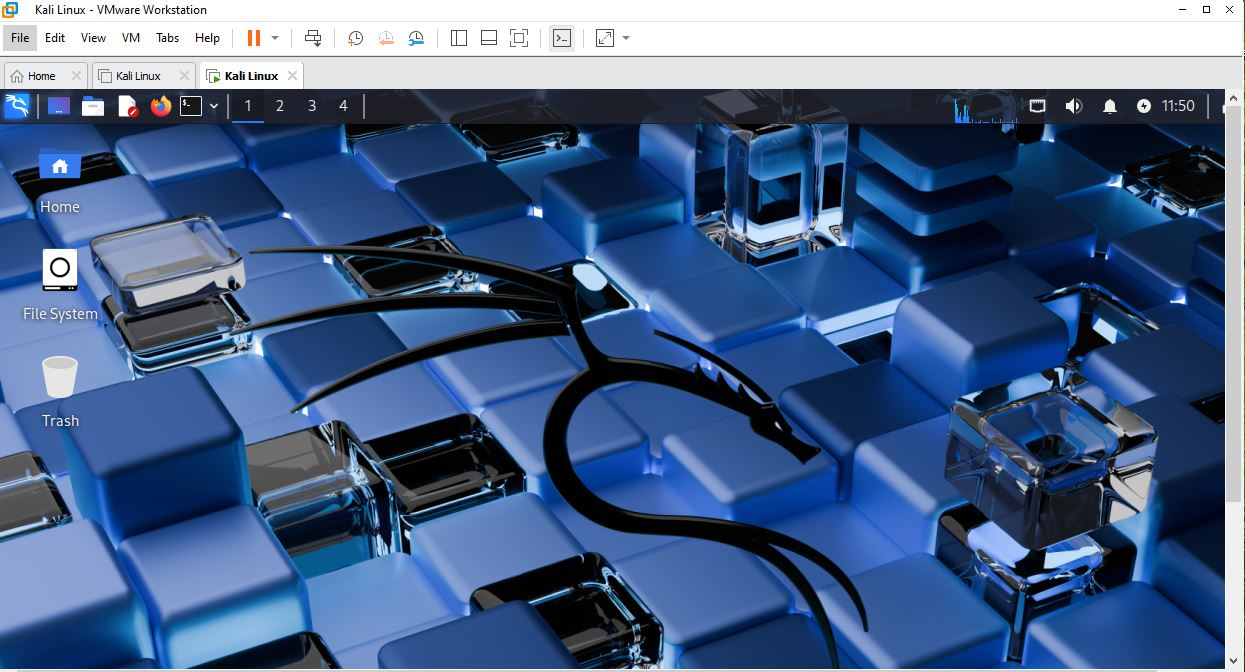 Kali Linux - VMware Workstation
File Edit View VM Tabs Help
Home Kali Linux Kali Linux
1 2 3 4 11:50
Home
File System
Trash